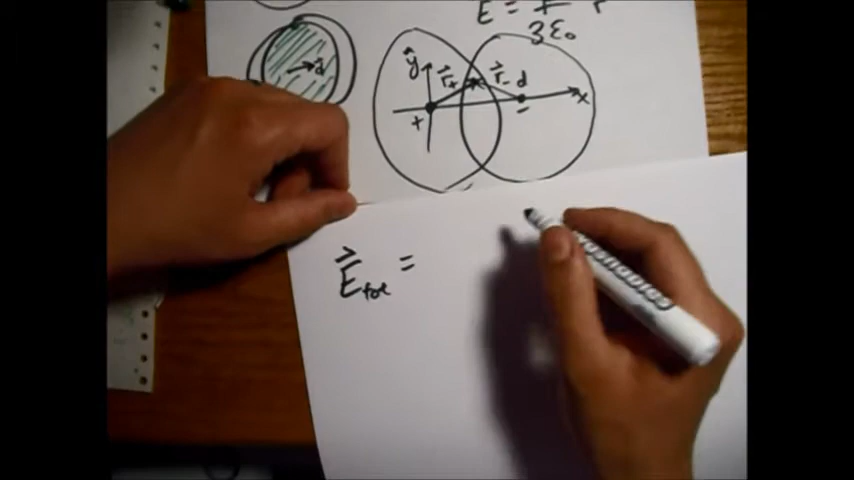 E = 3ε₀ r
d
ŷ r₊ r₋ d
+ − x
E_tot =